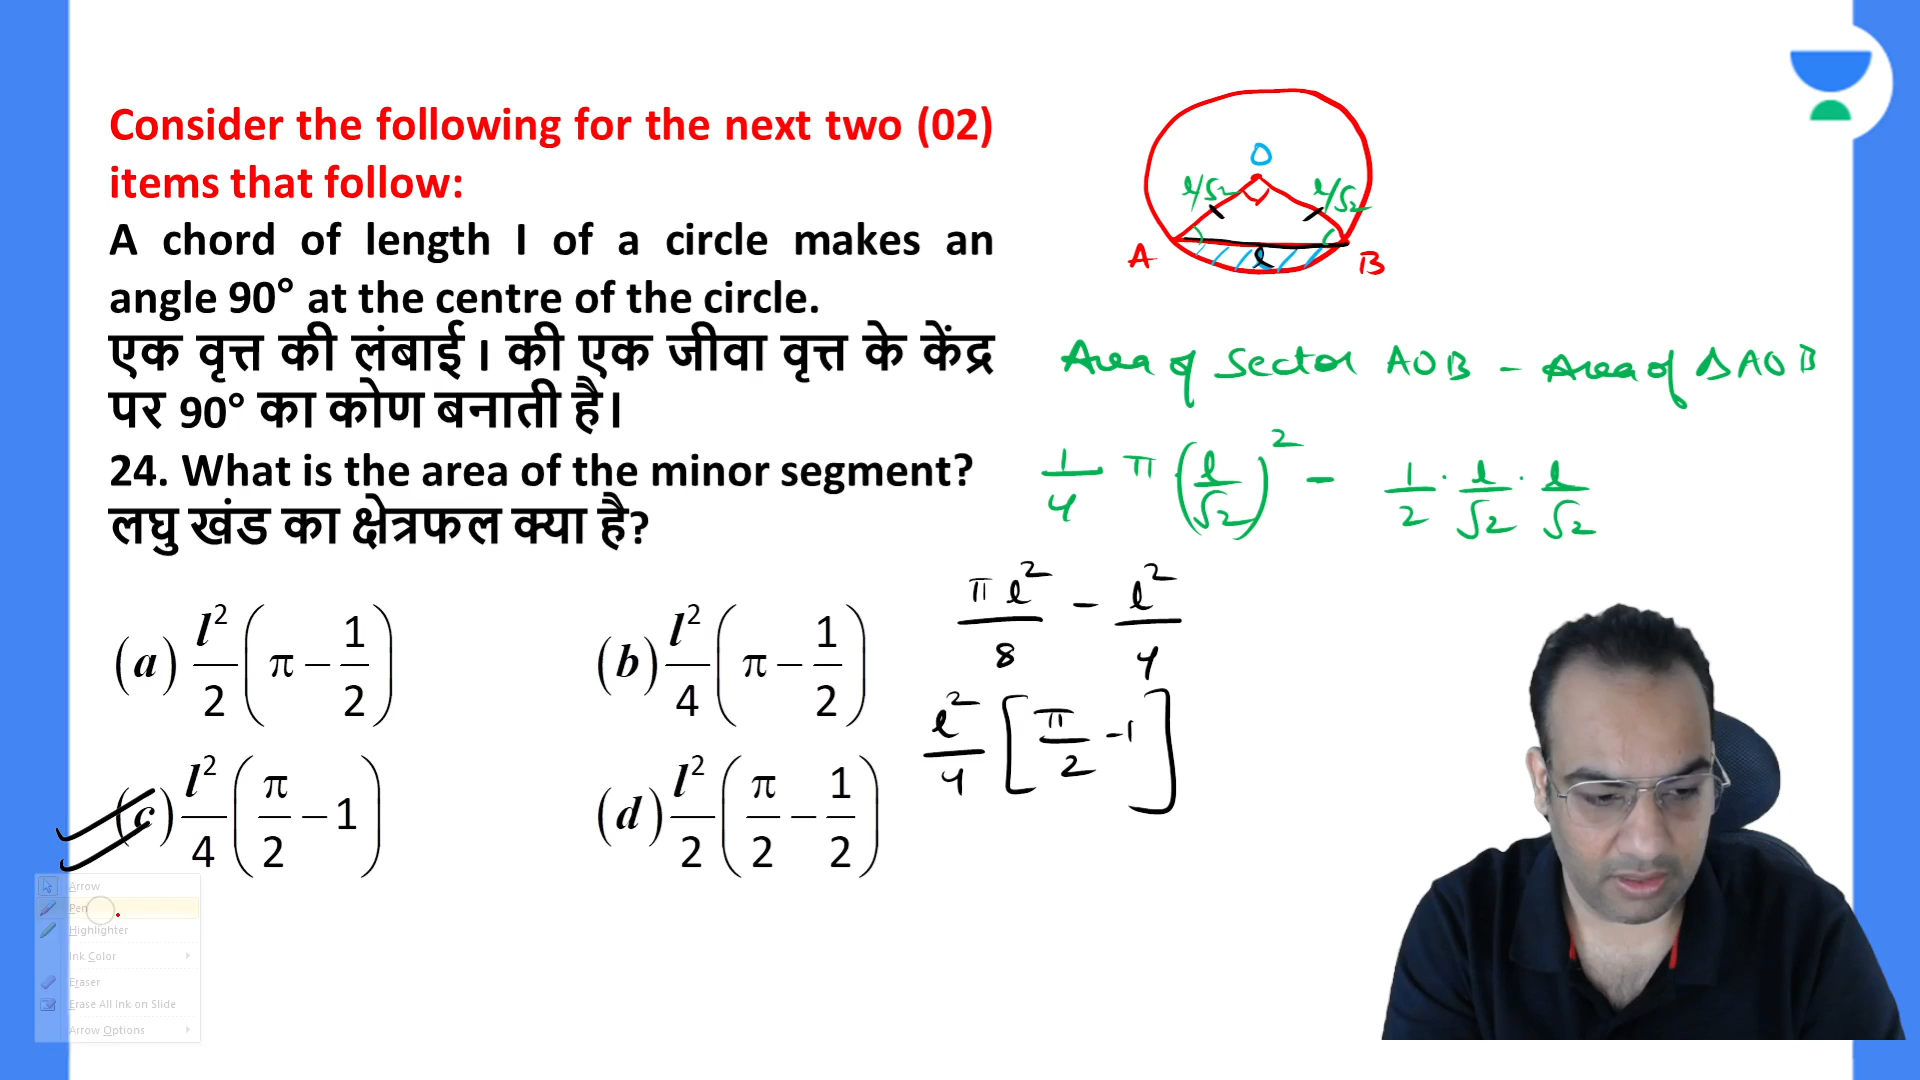 Consider the following for the next two (02)
items that follow:
A chord of length I of a circle makes an
angle 90° at the centre of the circle.
एक वृत्त की लंबाई । की एक जीवा वृत्त के केंद्र
पर 90° का कोण बनाती है।
24. What is the area of the minor segment?
लघु खंड का क्षेत्रफल क्या है?
(a) l²/2 (π − 1/2)
(b) l²/4 (π − 1/2)
(c) l²/4 (π/2 − 1)
(d) l²/2 (π/2 − 1/2)
O
l/√2 l/√2
A l B
Area of Sector AOB − Area of ΔAOB
1/4 π (l/√2)² − 1/2 · l/√2 · l/√2
πl²/8 − l²/4
l²/4 [π/2 − 1]
Arrow
Pen
Highlighter
Ink Color
Eraser
Erase All Ink on Slide
Arrow Options